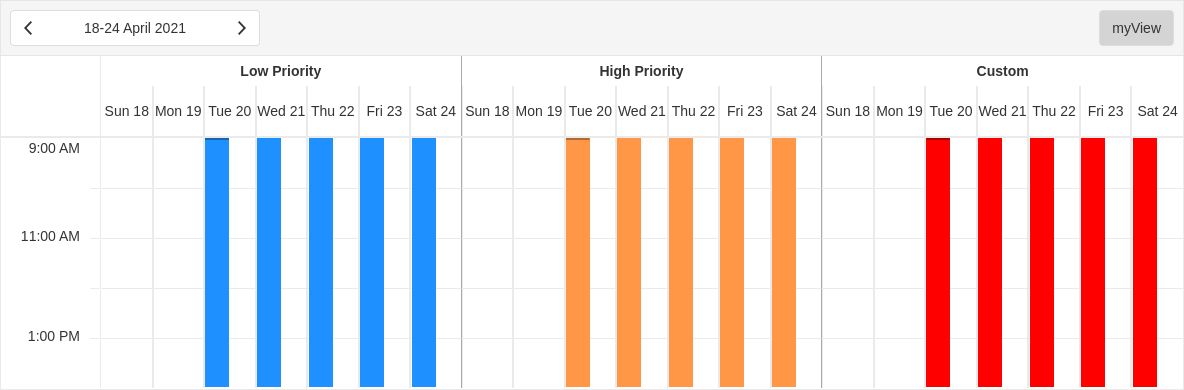 18-24 April 2021 myView
Low Priority High Priority Custom
Sun 18 Mon 19 Tue 20 Wed 21 Thu 22 Fri 23 Sat 24 Sun 18 Mon 19 Tue 20 Wed 21 Thu 22 Fri 23 Sat 24 Sun 18 Mon 19 Tue 20 Wed 21 Thu 22 Fri 23 Sat 24
9:00 AM
11:00 AM
1:00 PM